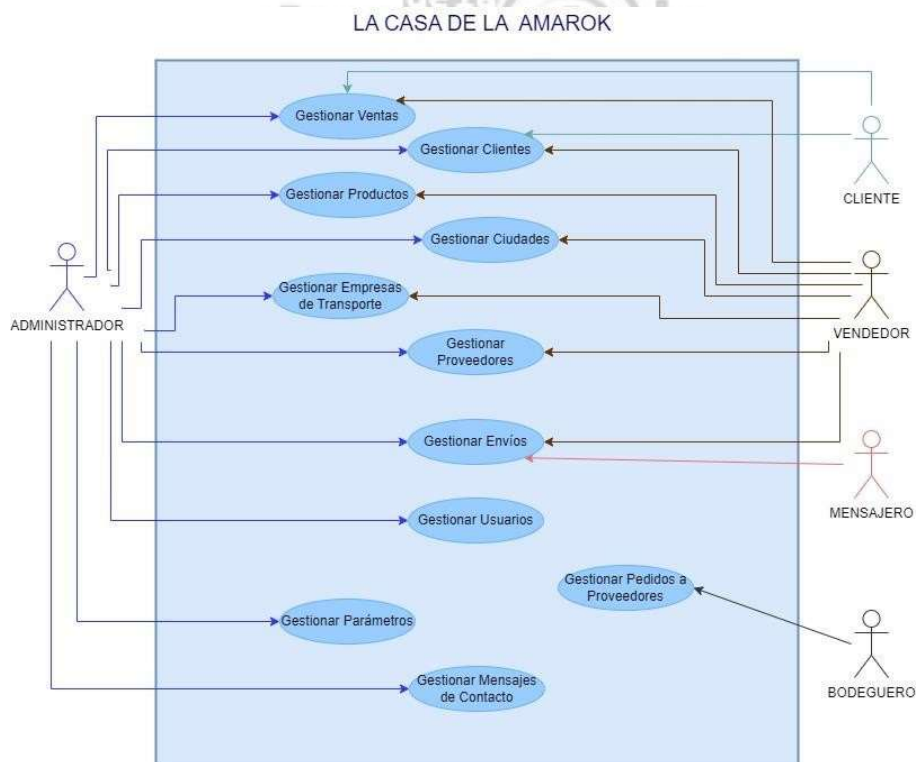 LA CASA DE LA AMAROK
Gestionar Ventas
Gestionar Clientes
CLIENTE
Gestionar Productos
Gestionar Ciudades
Gestionar Empresas
de Transporte
ADMINISTRADOR
VENDEDOR
Gestionar
Proveedores
Gestionar Envíos
MENSAJERO
Gestionar Usuarios
Gestionar Pedidos a
Proveedores
Gestionar Parámetros
BODEGUERO
Gestionar Mensajes
de Contacto